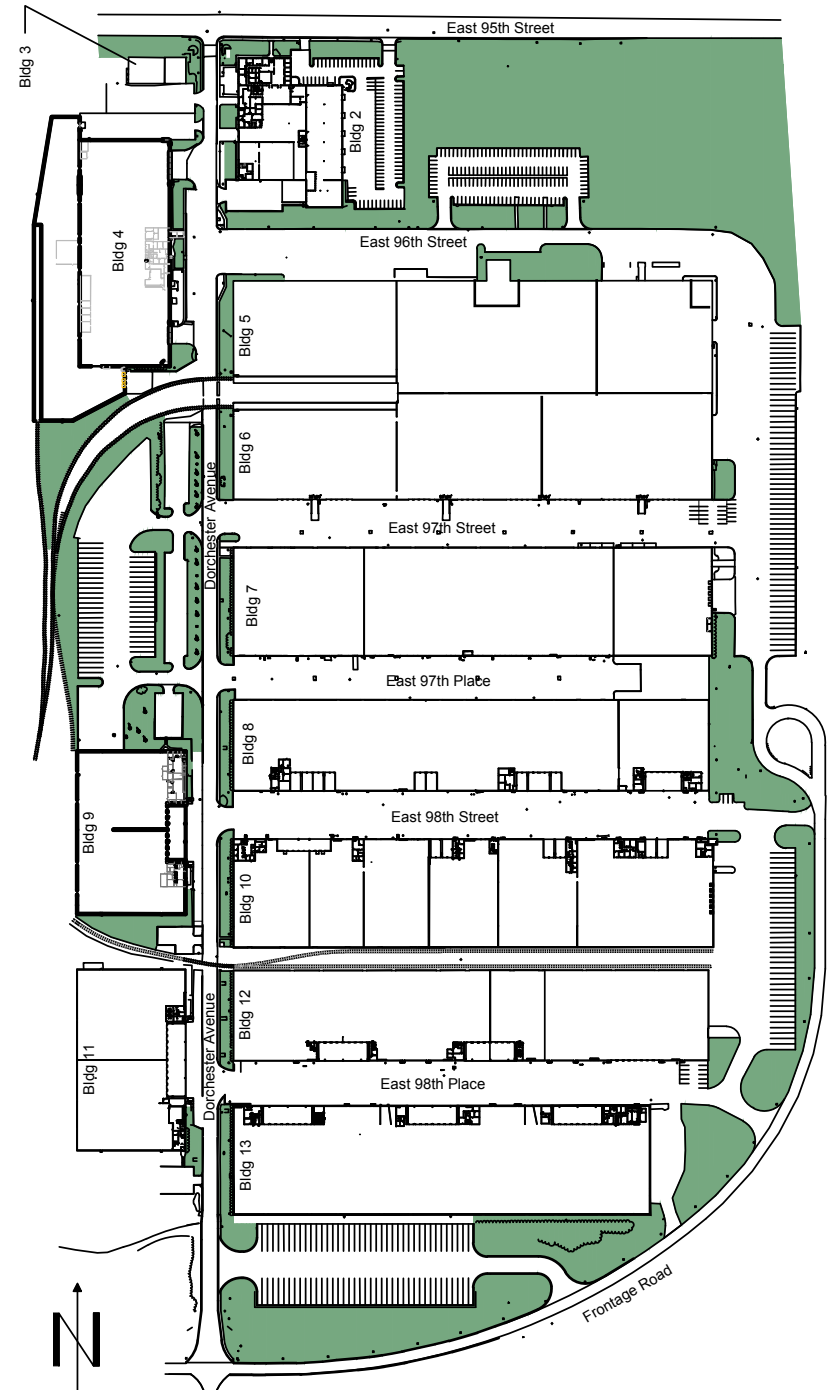 East 95th Street
Bldg 3
Bldg 2
Bldg 4
East 96th Street
Bldg 5
Bldg 6
Dorchester Avenue
East 97th Street
Bldg 7
East 97th Place
Bldg 8
East 98th Street
Bldg 9
Bldg 10
Bldg 12
Dorchester Avenue
Bldg 11
East 98th Place
Bldg 13
Frontage Road
N